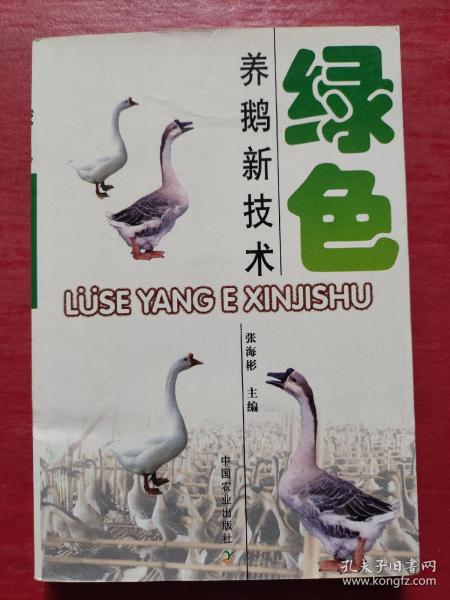 绿色
养鹅新技术
LÜSE YANG E XINJISHU
张海彬 主编
中国农业出版社
孔夫子旧书网
www.kongfz.com